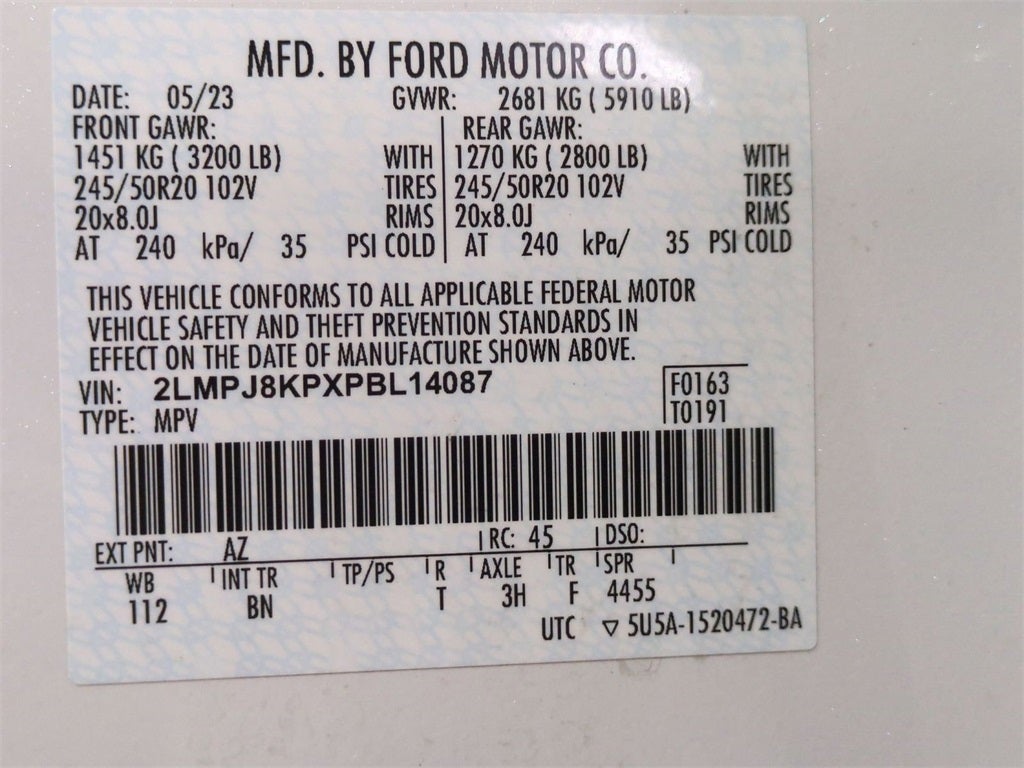 MFD. BY FORD MOTOR CO.
DATE: 05/23 GVWR: 2681 KG ( 5910 LB)
FRONT GAWR: REAR GAWR:
1451 KG ( 3200 LB) WITH 1270 KG ( 2800 LB) WITH
245/50R20 102V TIRES 245/50R20 102V TIRES
20x8.0J RIMS 20x8.0J RIMS
AT 240 kPa/ 35 PSI COLD AT 240 kPa/ 35 PSI COLD
THIS VEHICLE CONFORMS TO ALL APPLICABLE FEDERAL MOTOR
VEHICLE SAFETY AND THEFT PREVENTION STANDARDS IN
EFFECT ON THE DATE OF MANUFACTURE SHOWN ABOVE.
VIN: 2LMPJ8KPXPBL14087 F0163
TYPE: MPV T0191
EXT PNT: AZ RC: 45 DSO:
WB INT TR TP/PS R AXLE TR SPR
112 BN T 3H F 4455
UTC ▽ 5U5A-1520472-BA